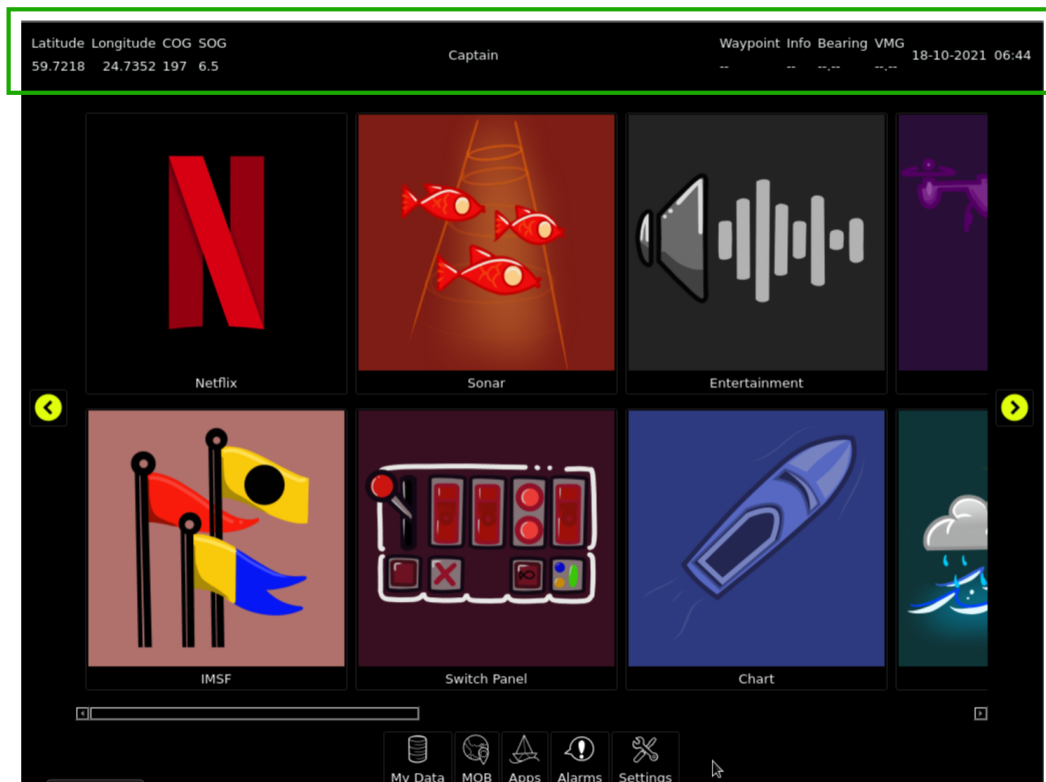 Latitude Longitude COG SOG
59.7218 24.7352 197 6.5
Captain
Waypoint Info Bearing VMG
-- -- --.-- --.--
18-10-2021 06:44
N
Netflix
Sonar
Entertainment
IMSF
Switch Panel
Chart
My Data MOB Apps Alarms Settings